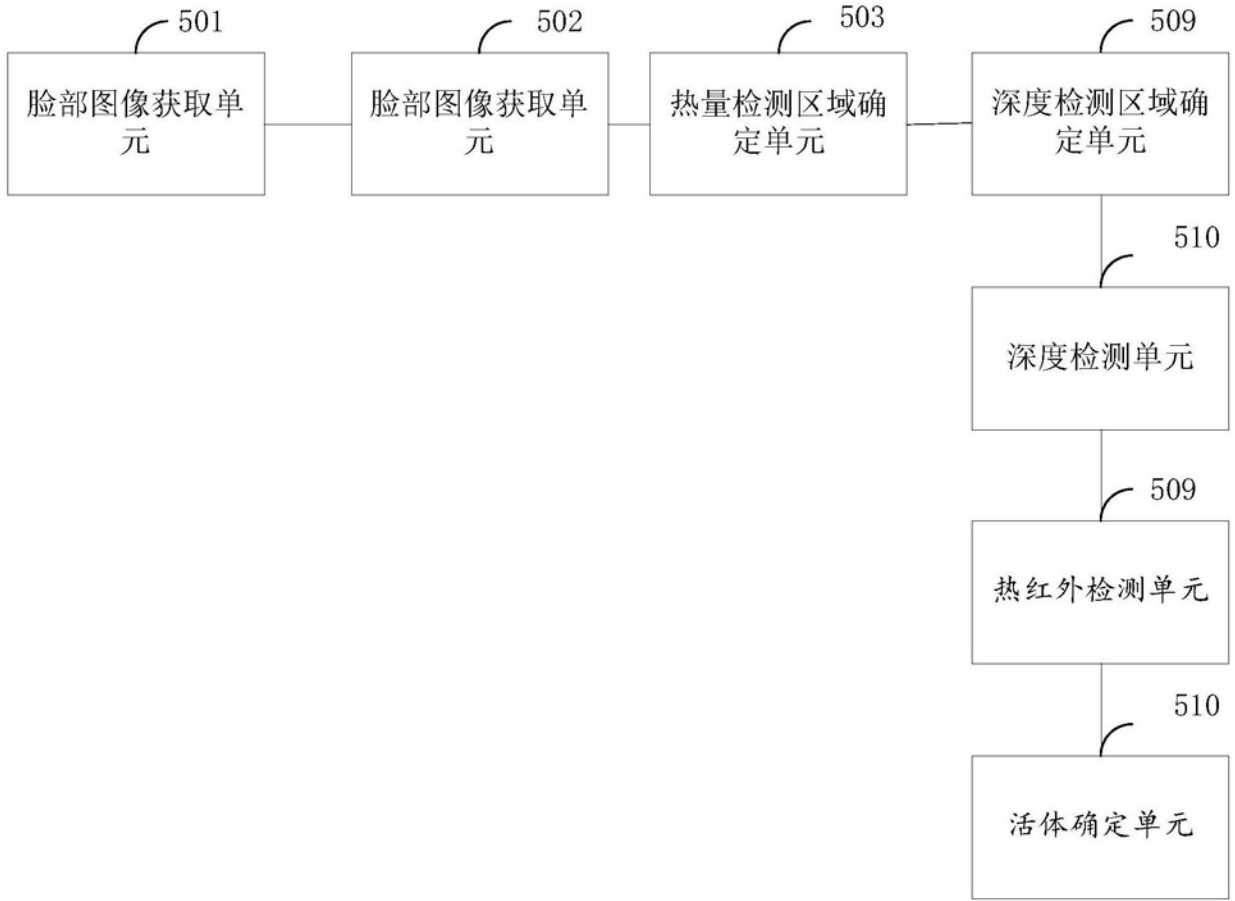 501
脸部图像获取单
元
502
脸部图像获取单
元
503
热量检测区域确
定单元
509
深度检测区域确
定单元
510
深度检测单元
509
热红外检测单元
510
活体确定单元